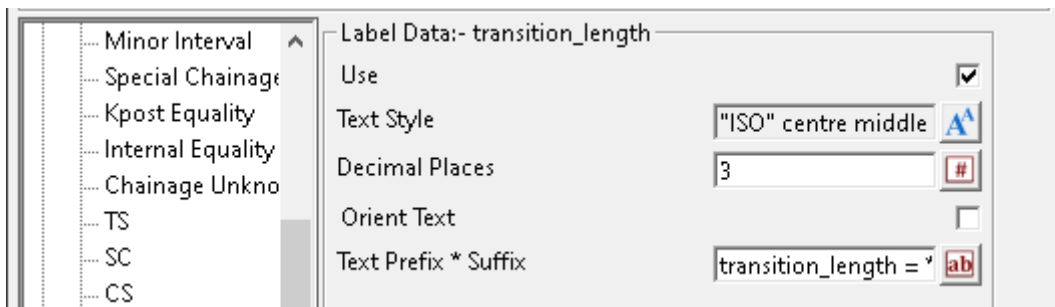 Minor Interval
Special Chainage
Kpost Equality
Internal Equality
Chainage Unkno
TS
SC
CS
Label Data:- transition_length
Use
Text Style
"ISO" centre middle
Decimal Places
3
#
Orient Text
Text Prefix * Suffix
transition_length = *
ab